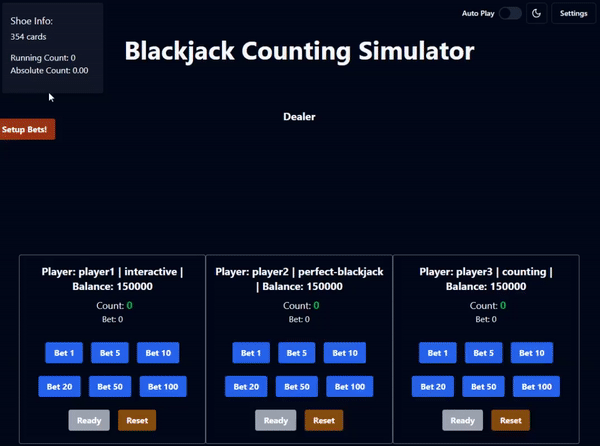 Shoe Info:
354 cards
Running Count: 0
Absolute Count: 0.00
Auto Play
Settings
Blackjack Counting Simulator
Dealer
Setup Bets!
Player: player1 | interactive |
Balance: 150000
Count: 0
Bet: 0
Bet 1 Bet 5 Bet 10
Bet 20 Bet 50 Bet 100
Ready Reset
Player: player2 | perfect-blackjack
| Balance: 150000
Count: 0
Bet: 0
Bet 1 Bet 5 Bet 10
Bet 20 Bet 50 Bet 100
Ready Reset
Player: player3 | counting |
Balance: 150000
Count: 0
Bet: 0
Bet 1 Bet 5 Bet 10
Bet 20 Bet 50 Bet 100
Ready Reset